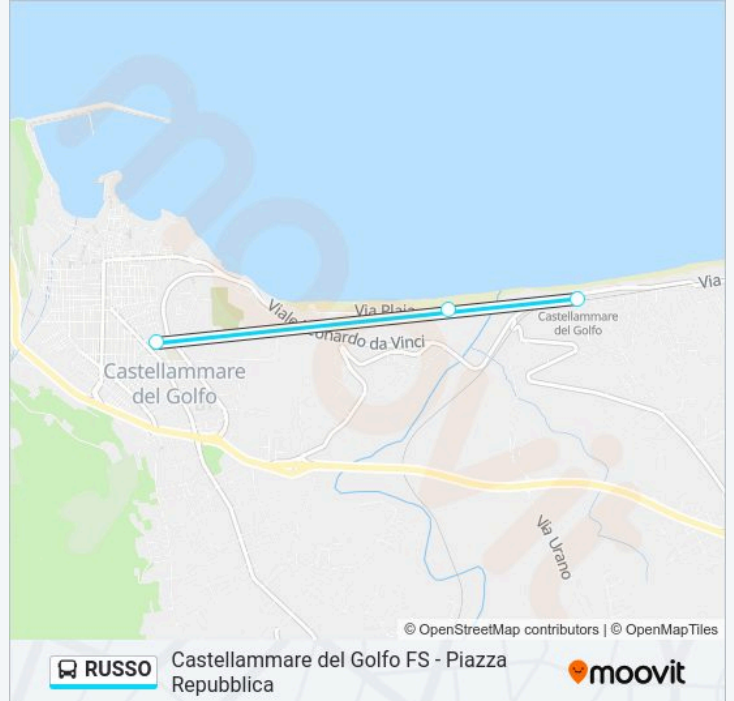 Via Plaia
Viale Leonardo da Vinci
Via
Castellammare
del Golfo
Castellammare
del Golfo
Via Urano
© OpenStreetMap contributors | © OpenMapTiles
RUSSO
Castellammare del Golfo FS - Piazza
Repubblica
moovit
moovit